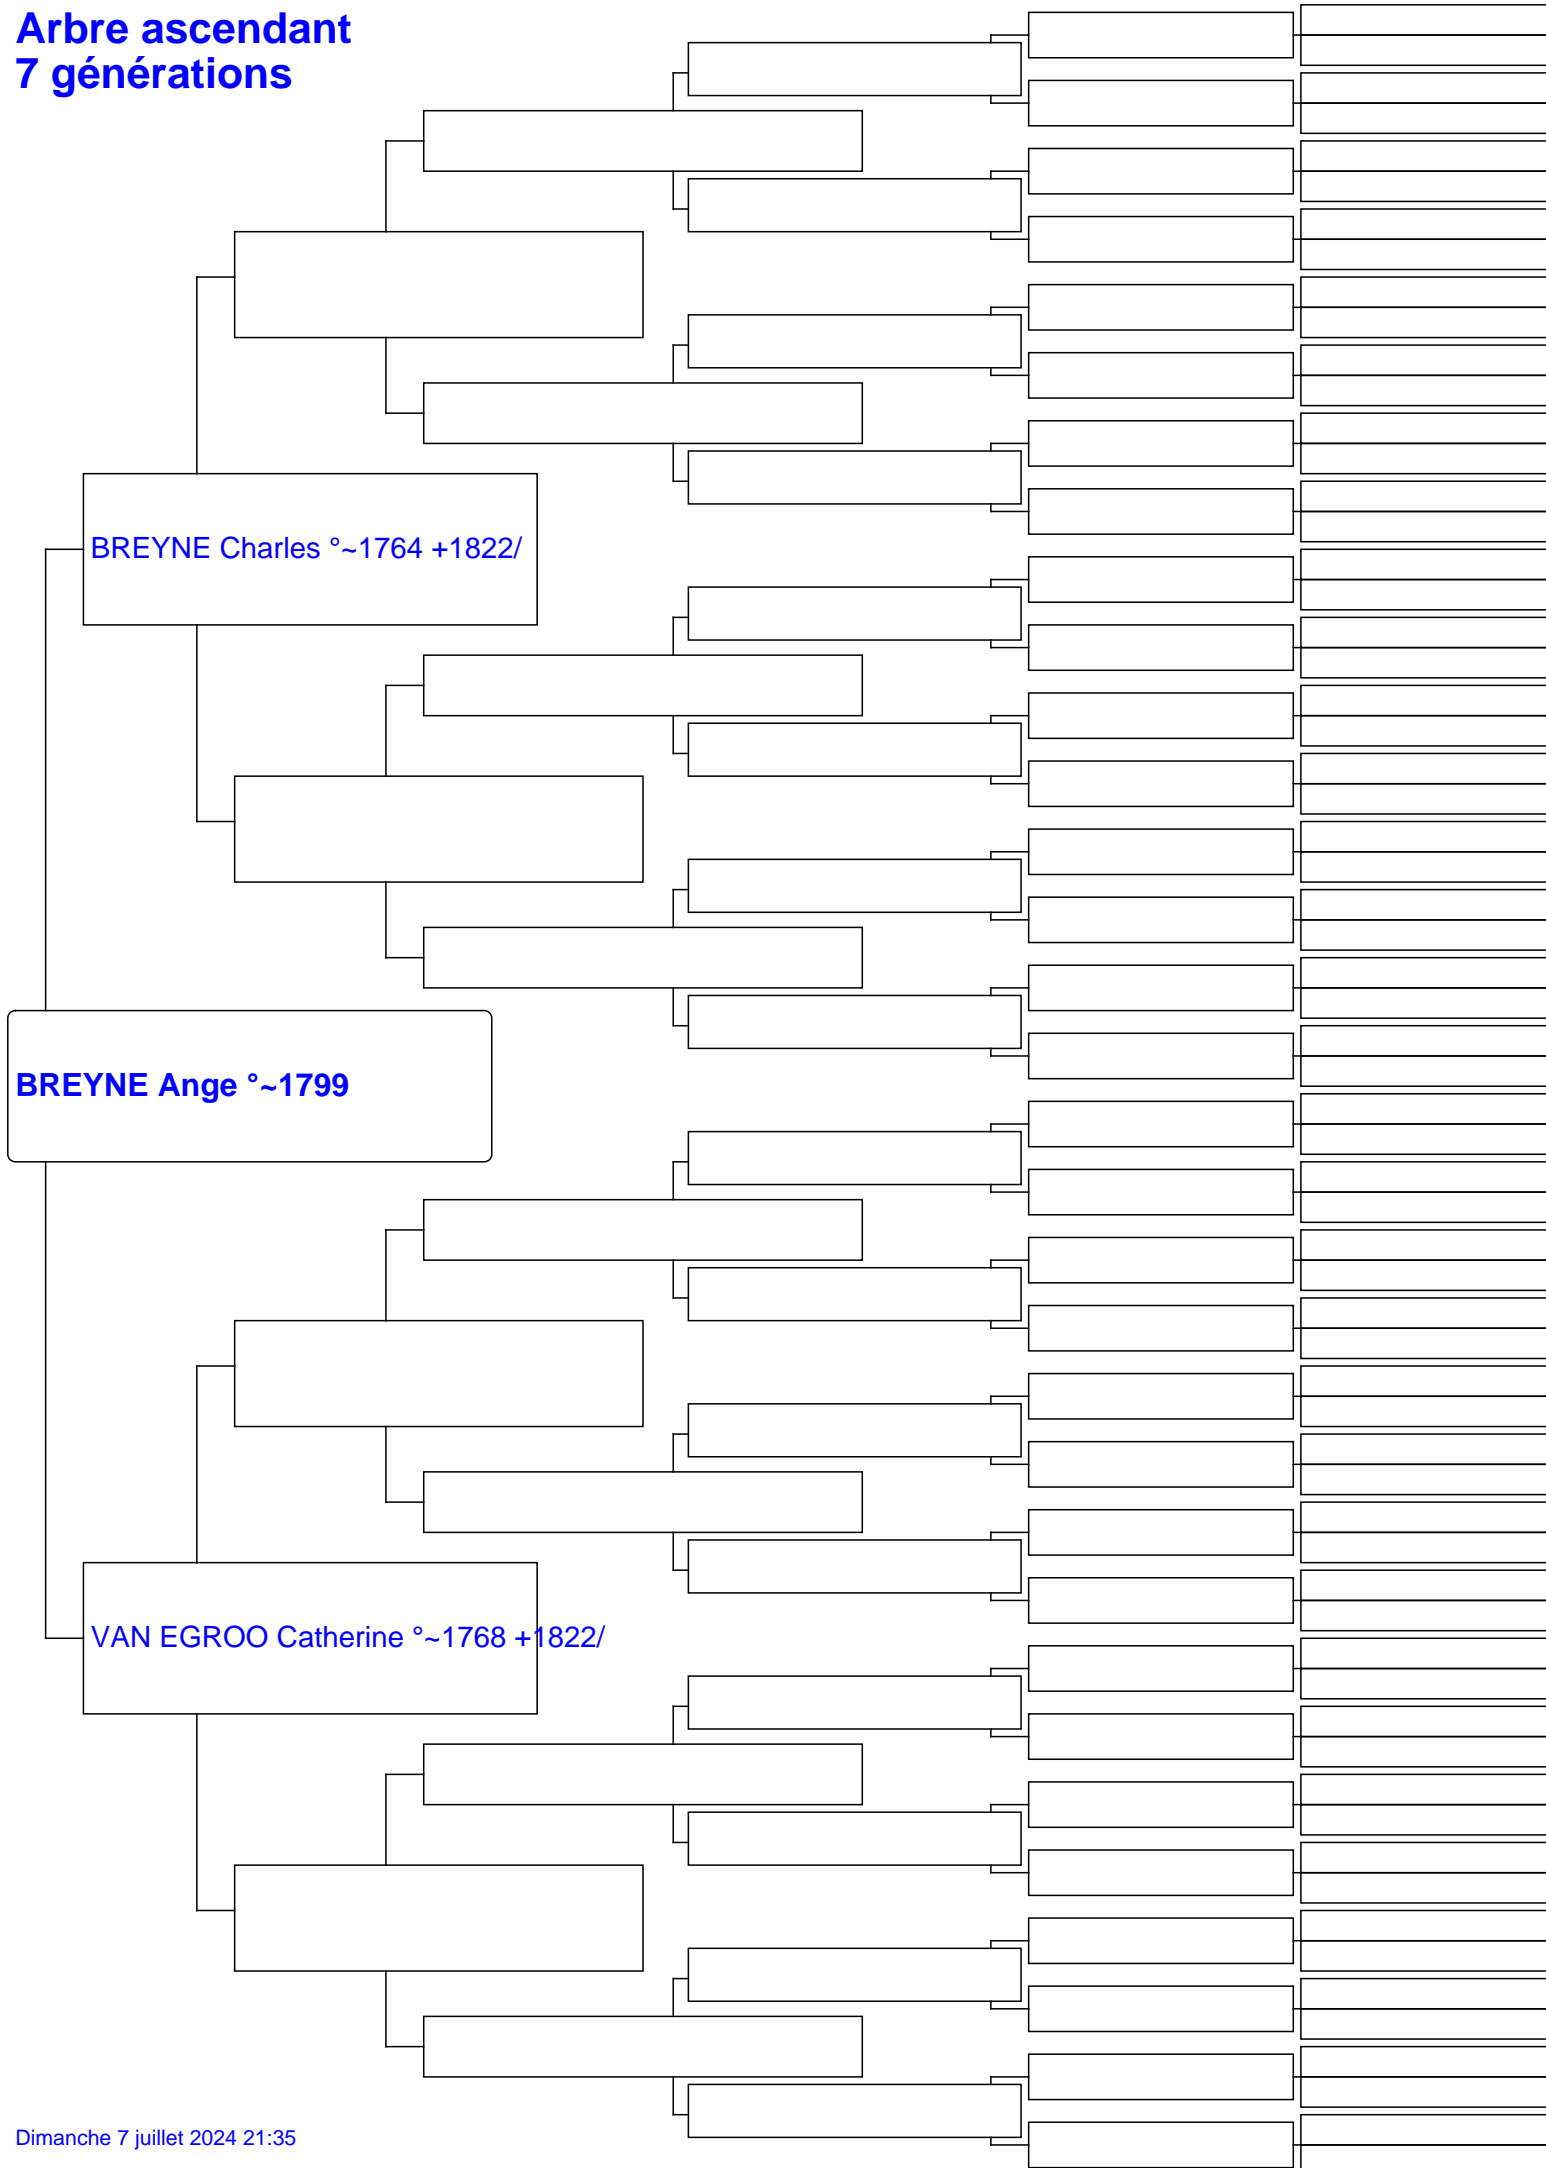 Arbre ascendant
7 générations
BREYNE Charles °~1764 +1822/
BREYNE Ange °~1799
VAN EGROO Catherine °~1768 +1822/
Dimanche 7 juillet 2024 21:35